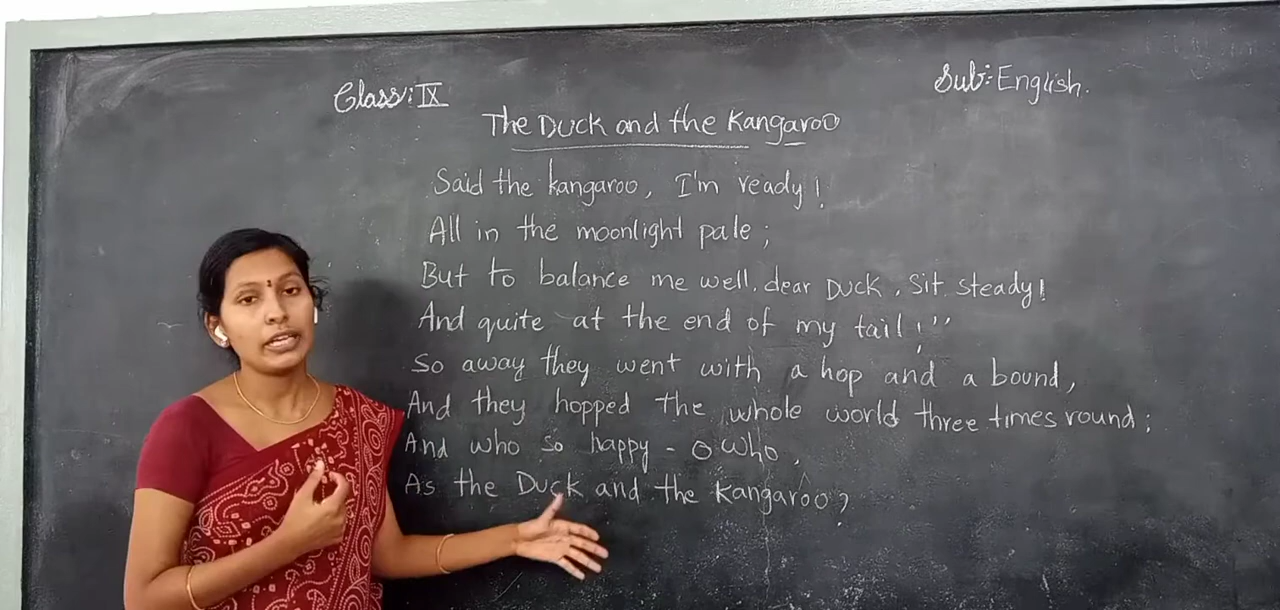 Class: IX
Sub: English.
The Duck and the Kangaroo
Said the kangaroo, I'm ready!
All in the moonlight pale;
But to balance me well, dear Duck, Sit steady!
And quite at the end of my tail!"
So away they went with a hop and a bound,
And they hopped the whole world three times round;
And who so happy - O who,
As the Duck and the Kangaroo?